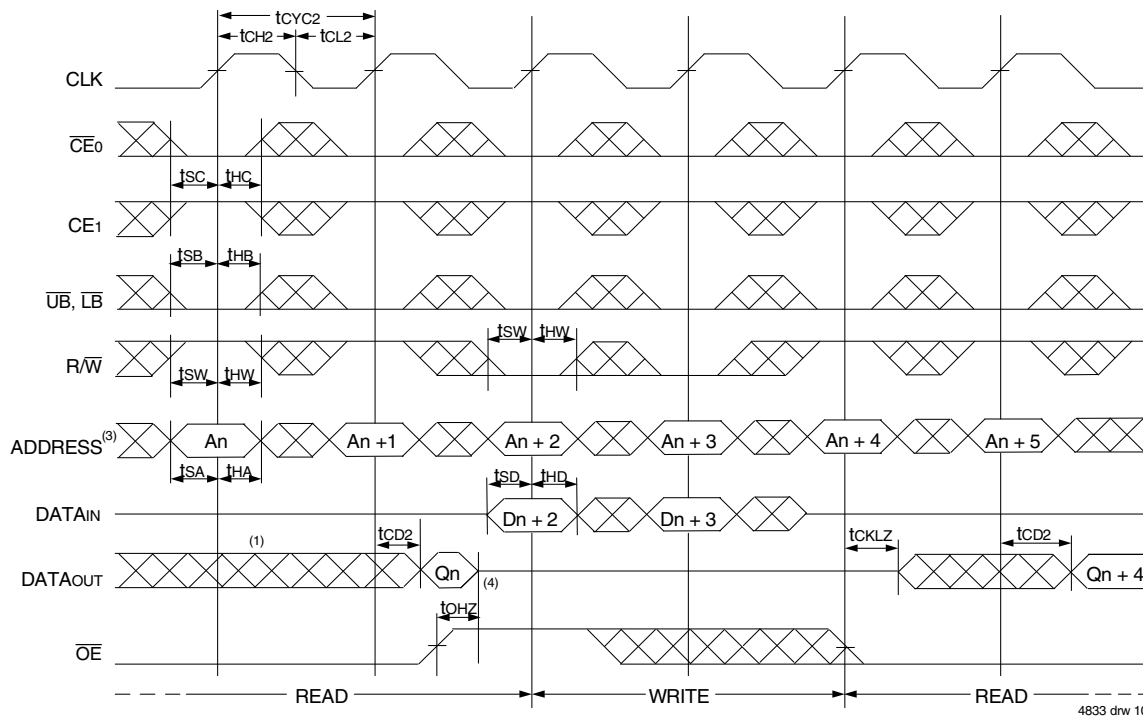 tCYC2
tCH2 tCL2
CLK
CE0
tSC tHC
CE1
tSB tHB
UB, LB
tSW tHW
R/W
tSW tHW
ADDRESS(3) An An +1 An + 2 An + 3 An + 4 An + 5
tSA tHA
tSD tHD
DATAIN Dn + 2 Dn + 3
(1) tCD2 tCKLZ tCD2
DATAOUT Qn (4) Qn + 4
tOHZ
OE
READ WRITE READ
4833 drw 10